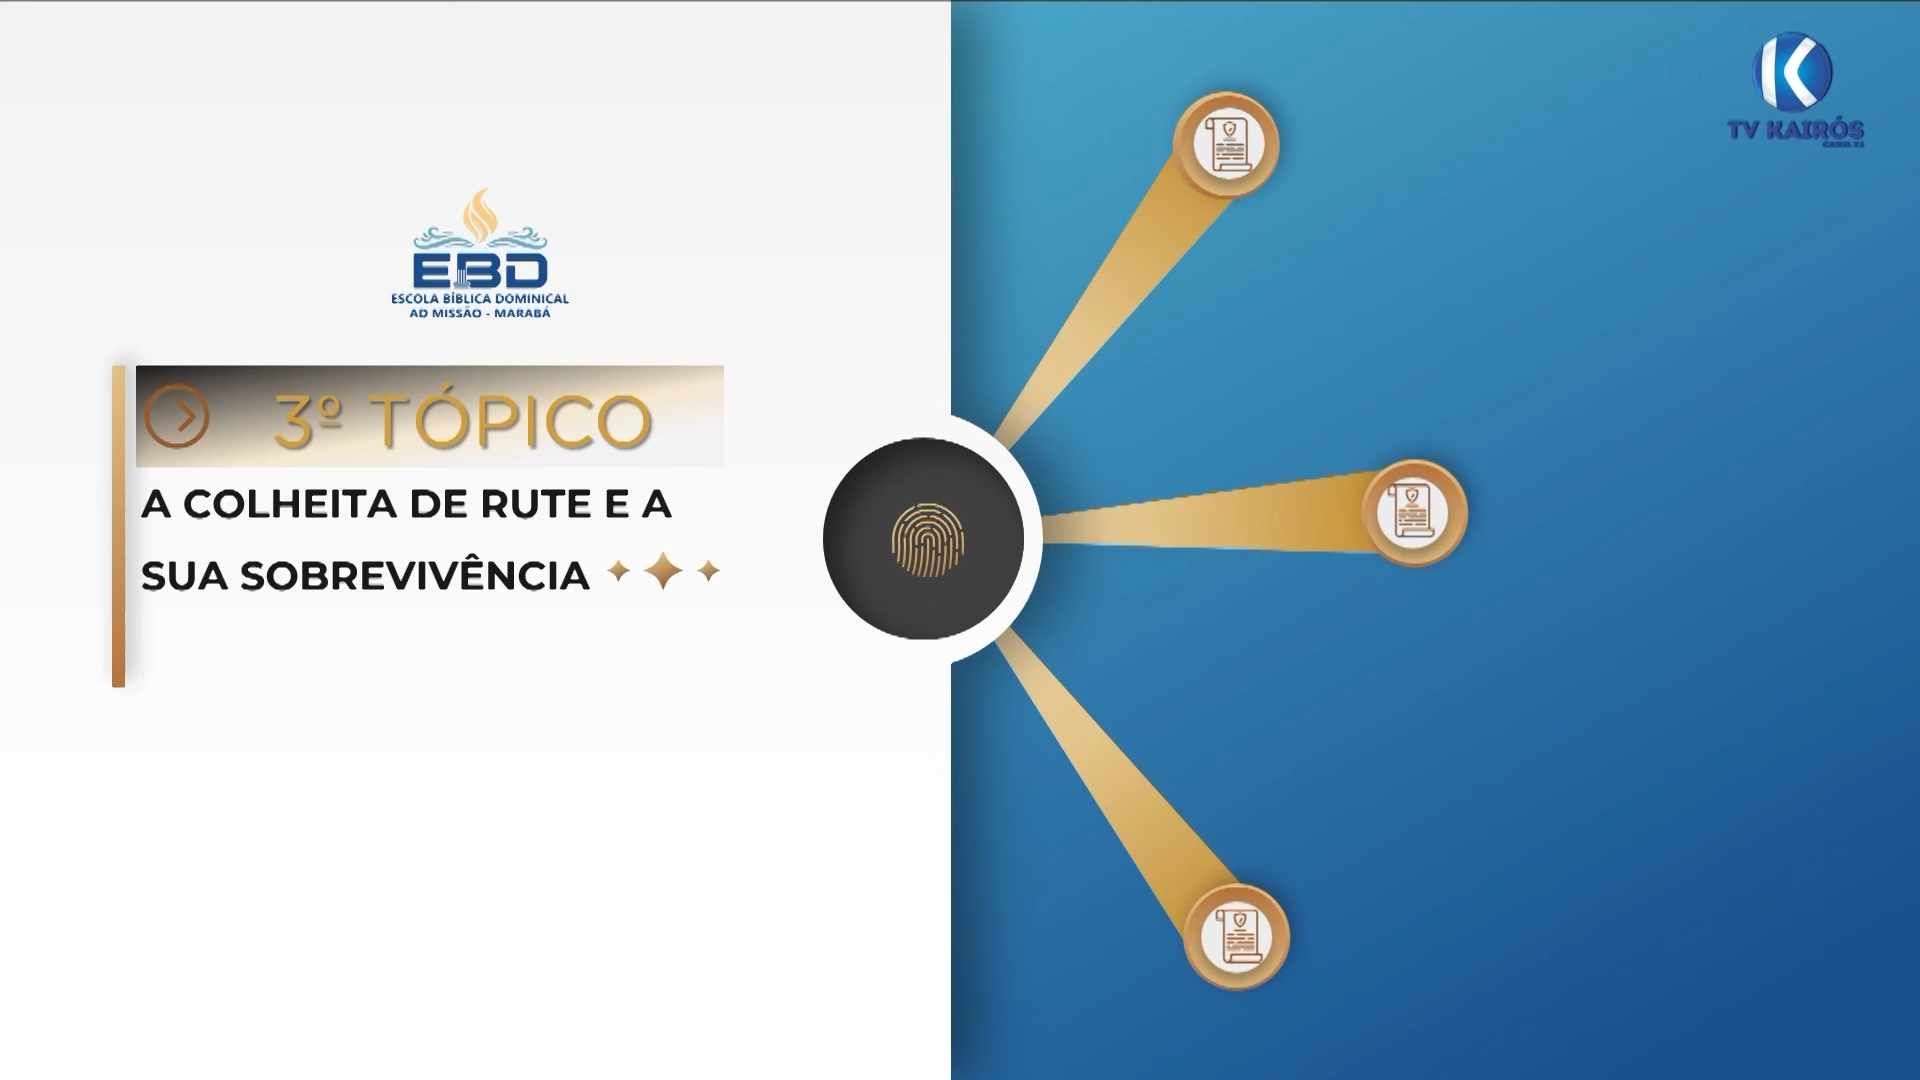 EBD
ESCOLA BÍBLICA DOMINICAL
AD MISSÃO - MARABÁ
3º TÓPICO
A COLHEITA DE RUTE E A
SUA SOBREVIVÊNCIA
K
TV KAIRÓS